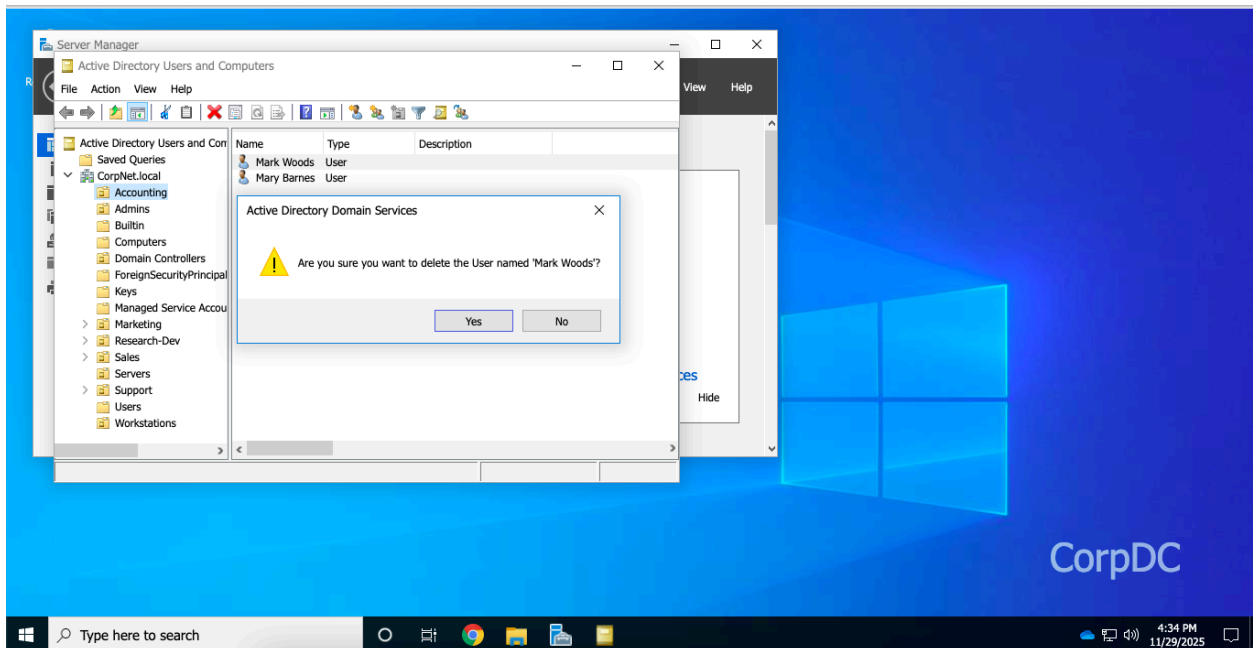 Server Manager
Active Directory Users and Computers
View Help
File Action View Help
Active Directory Users and Com
Name Type Description
Saved Queries
Mark Woods User
CorpNet.local
Mary Barnes User
Accounting
Admins
Builtin
Computers
Domain Controllers
ForeignSecurityPrincipal
Keys
Managed Service Accou
Marketing
Research-Dev
Sales
Servers
Support
Users
Workstations
Active Directory Domain Services
Are you sure you want to delete the User named 'Mark Woods'?
Yes No
ces
Hide
CorpDC
Type here to search
4:34 PM
11/29/2025